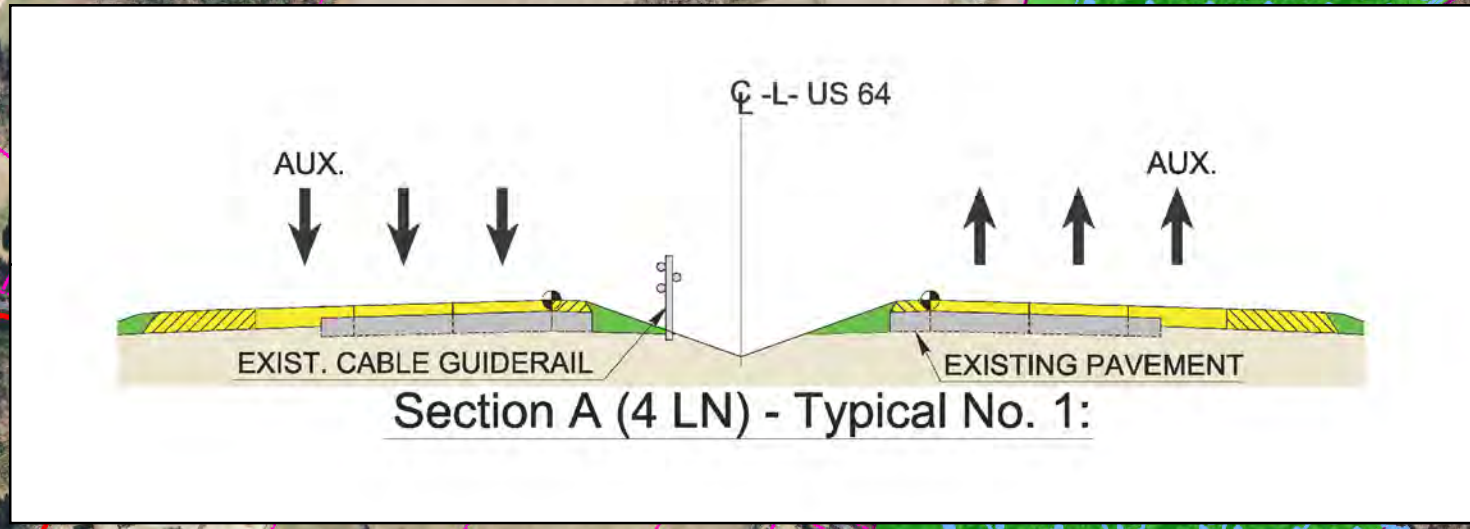 ℄ -L- US 64
AUX.
AUX.
EXIST. CABLE GUIDERAIL
EXISTING PAVEMENT
Section A (4 LN) - Typical No. 1: